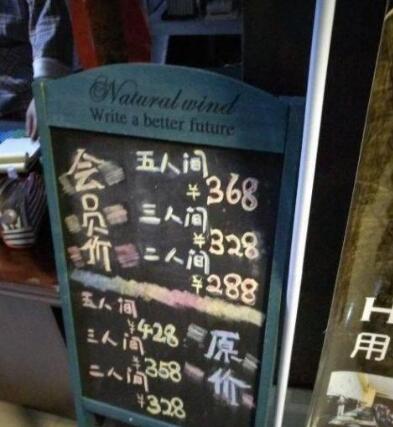 Natural wind
Write a better future
会员价
五人间
￥368
三人间
￥328
二人间
￥288
五人间
￥428
三人间
￥358
二人间
￥328
原价
H
用